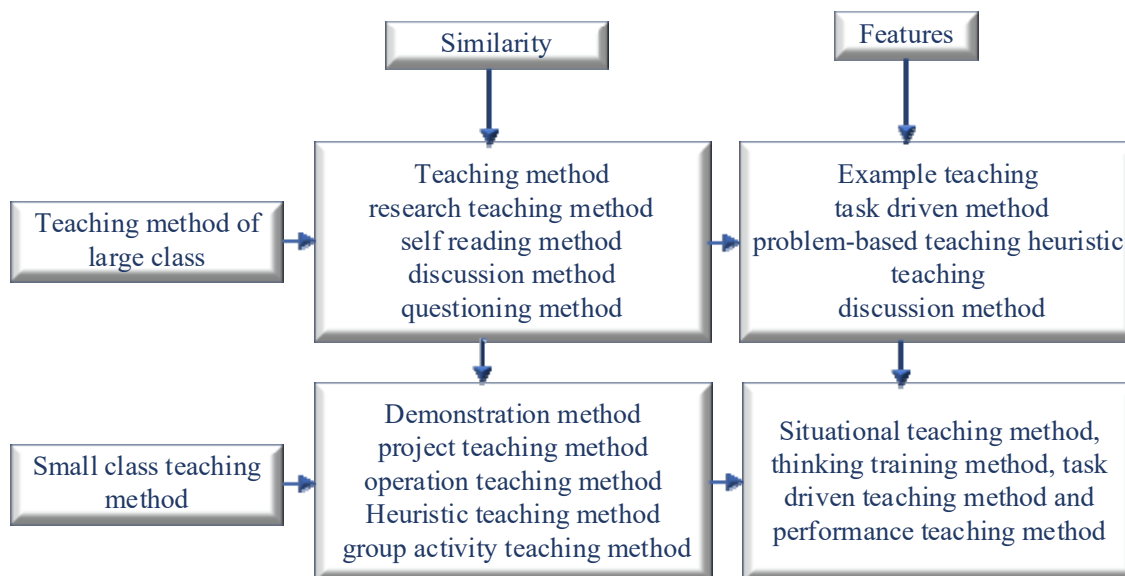 Similarity
Features
Teaching method of
large class
Teaching method
research teaching method
self reading method
discussion method
questioning method
Example teaching
task driven method
problem-based teaching heuristic
teaching
discussion method
Small class teaching
method
Demonstration method
project teaching method
operation teaching method
Heuristic teaching method
group activity teaching method
Situational teaching method,
thinking training method, task
driven teaching method and
performance teaching method